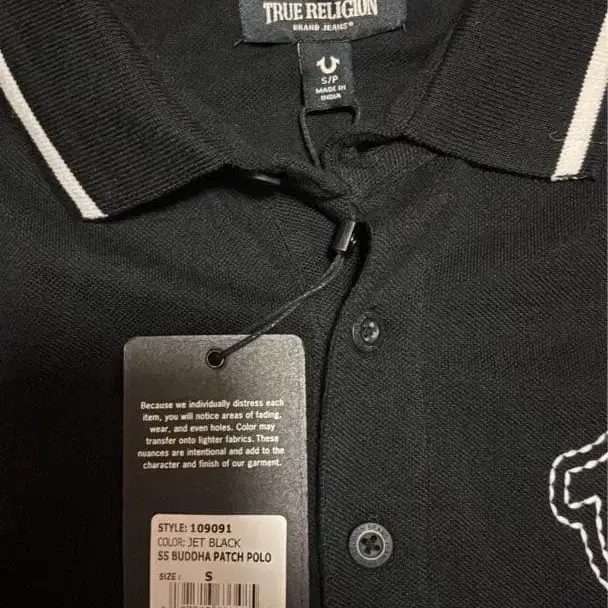 TRUE RELIGION
BRAND JEANS®
S/P
MADE IN
INDIA
Because we individually distress each
item, you will notice areas of fading,
wear, and even holes. Color may
transfer onto lighter fabrics. These
nuances are intentional and add to the
character and finish of our garment.
STYLE: 109091
COLOR: JET BLACK
SS BUDDHA PATCH POLO
SIZE: S